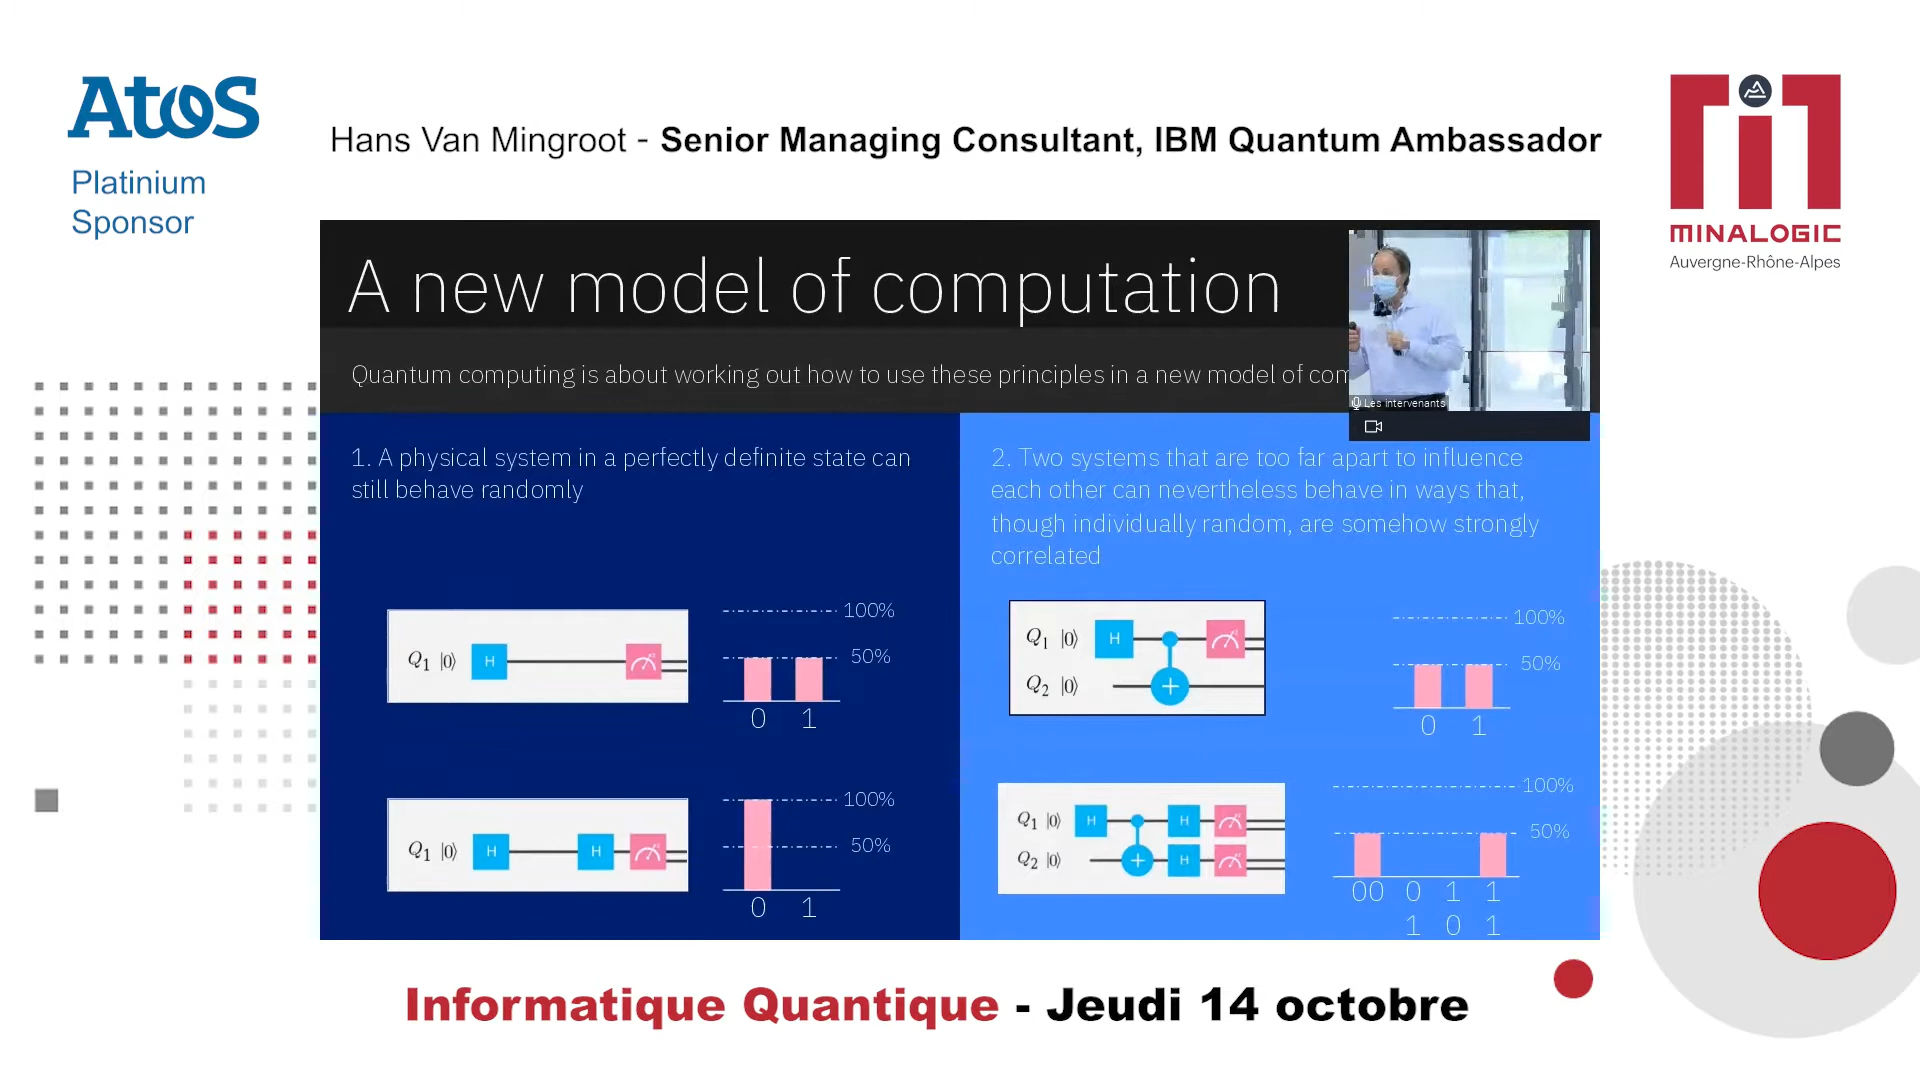 Atos
Platinium
Sponsor
Hans Van Mingroot - Senior Managing Consultant, IBM Quantum Ambassador
MINALOGIC
Auvergne-Rhône-Alpes
A new model of computation
Quantum computing is about working out how to use these principles in a new model of com
Les intervenants
1. A physical system in a perfectly definite state can
still behave randomly
Q1 |0⟩ H
100%
50%
0 1
Q1 |0⟩ H H
100%
50%
0 1
2. Two systems that are too far apart to influence
each other can nevertheless behave in ways that,
though individually random, are somehow strongly
correlated
Q1 |0⟩ H
Q2 |0⟩
100%
50%
0 1
Q1 |0⟩ H H
Q2 |0⟩ H
100%
50%
00 0 1 1
1 0 1
Informatique Quantique - Jeudi 14 octobre